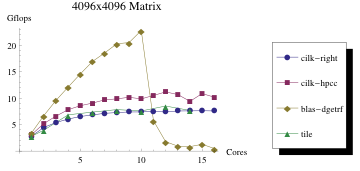 4096x4096 Matrix
Gflops
20
15
10
5
5 10 15 Cores
cilk-right
cilk-hpcc
blas-dgetrf
tile